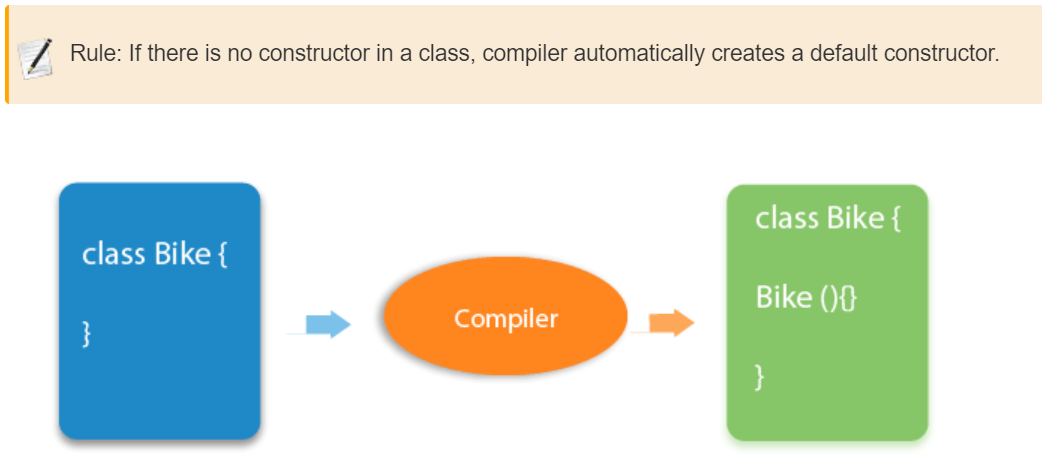 Rule: If there is no constructor in a class, compiler automatically creates a default constructor.
class Bike {
}
Compiler
class Bike {
Bike (){}
}